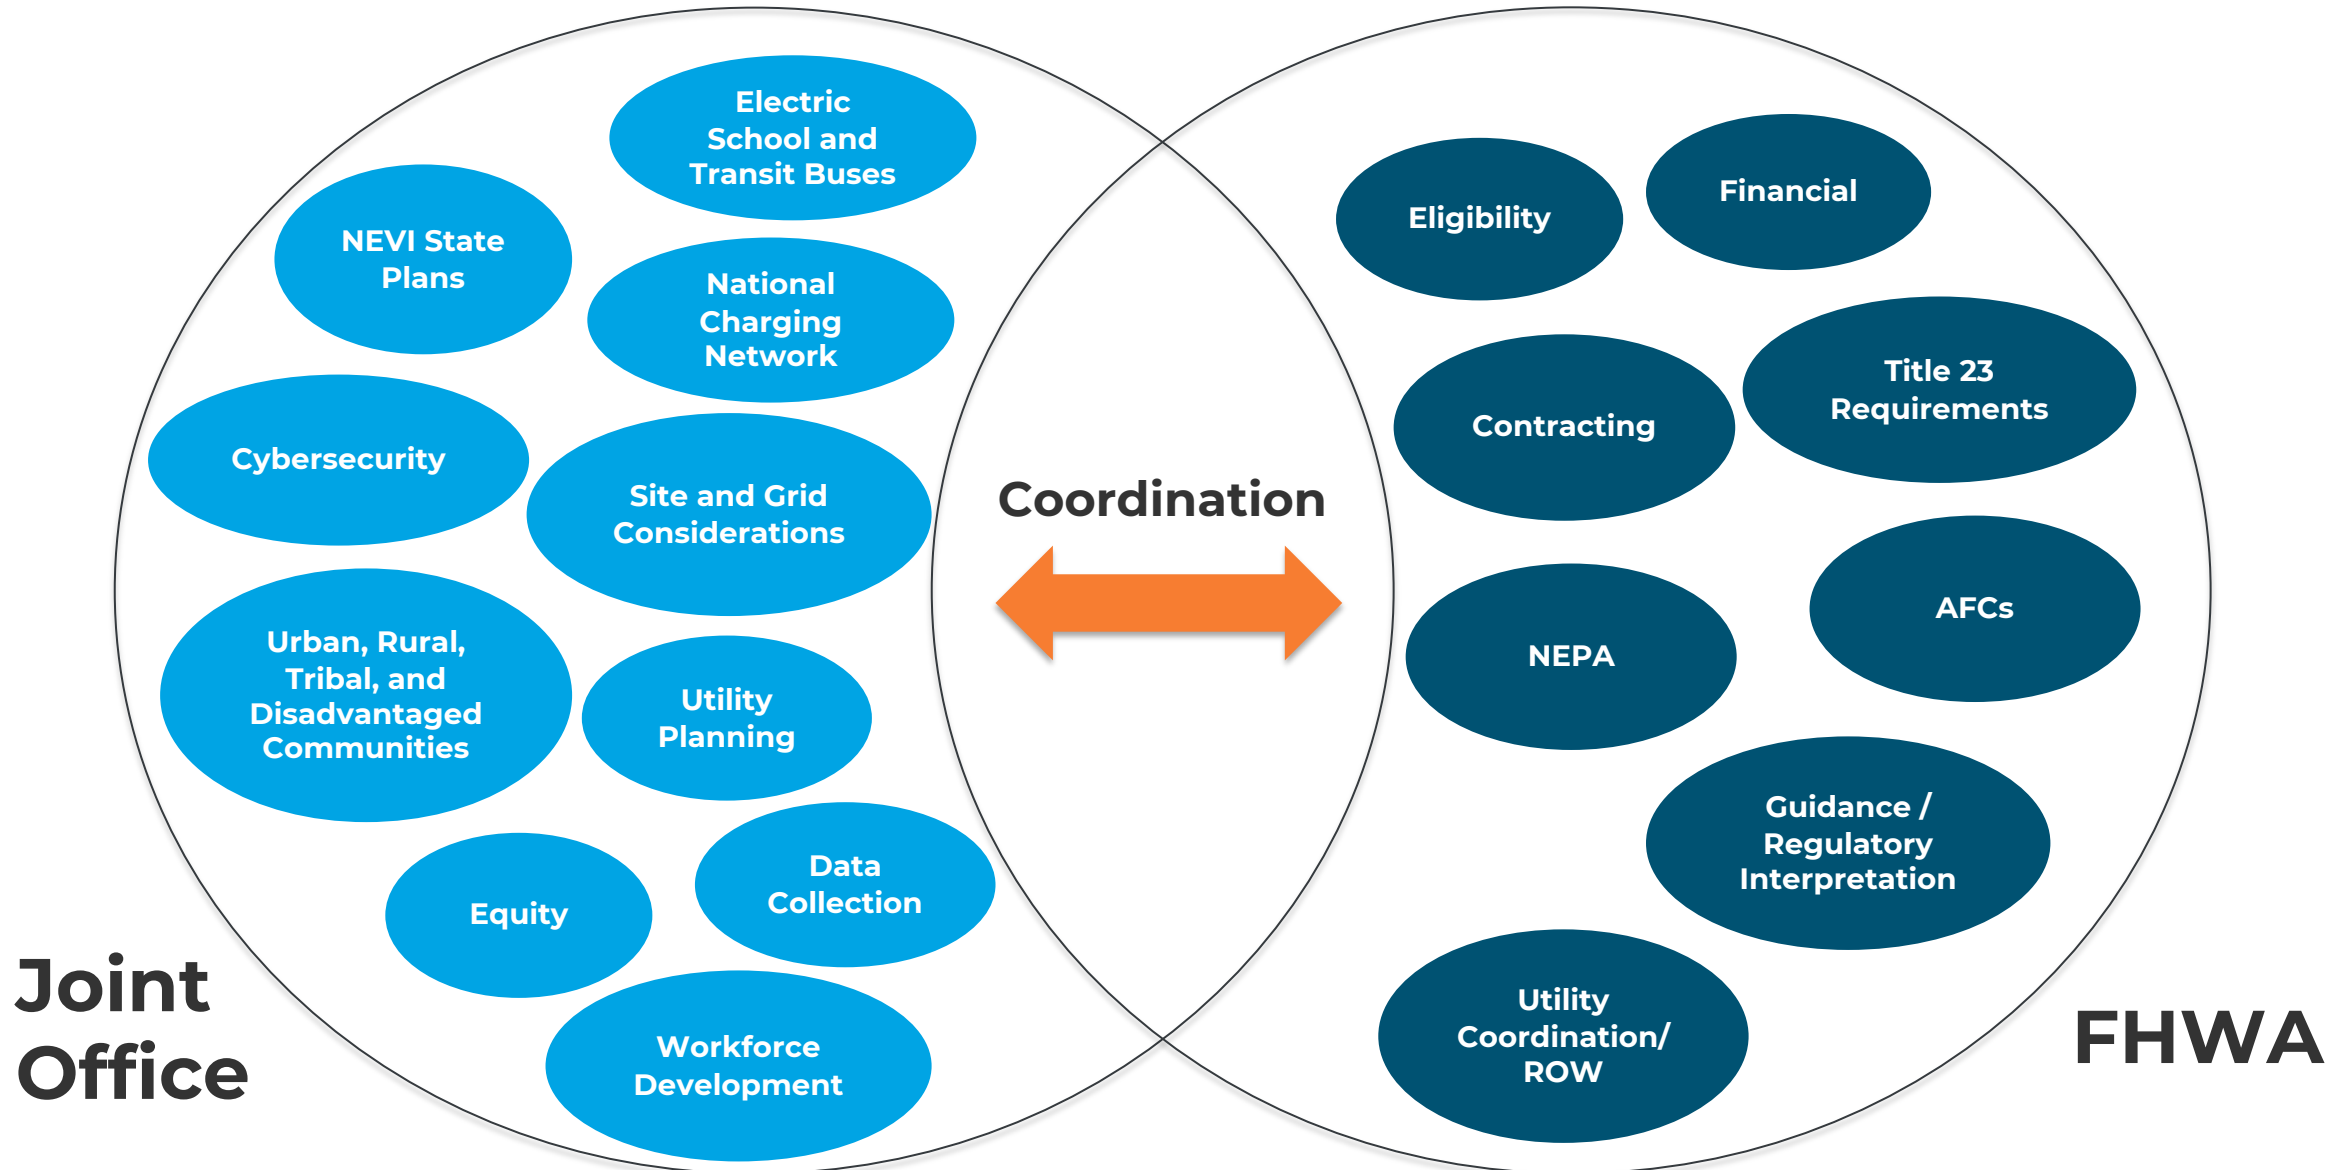 Electric
School and
Transit Buses
NEVI State
Plans
National
Charging
Network
Cybersecurity
Site and Grid
Considerations
Urban, Rural,
Tribal, and
Disadvantaged
Communities
Utility
Planning
Data
Collection
Equity
Workforce
Development
Joint
Office
Coordination
Eligibility
Financial
Title 23
Requirements
Contracting
AFCs
NEPA
Guidance /
Regulatory
Interpretation
Utility
Coordination/
ROW
FHWA